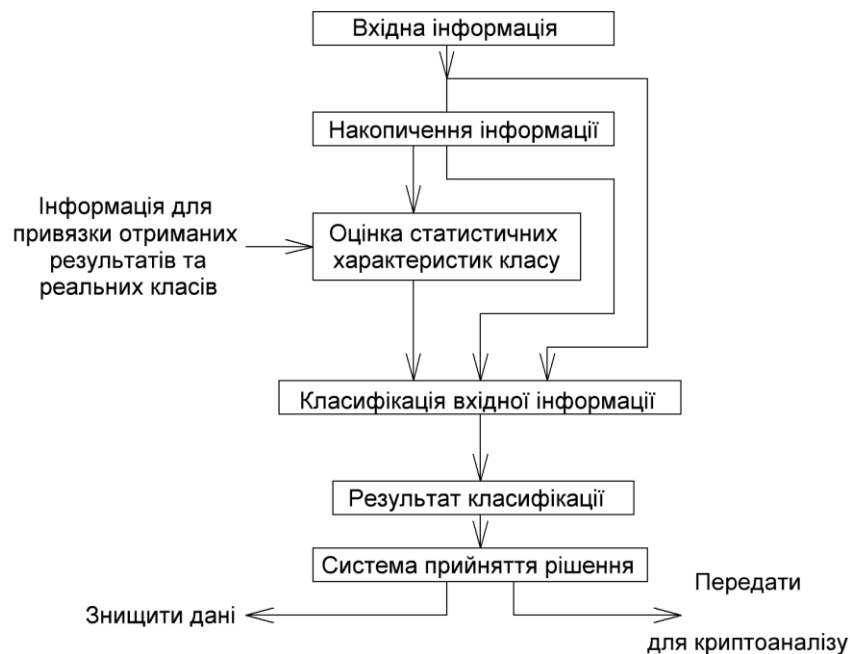 Вхідна інформація
Накопичення інформації
Інформація для
привязки отриманих
результатів та
реальних класів
Оцінка статистичних
характеристик класу
Класифікація вхідної інформації
Результат класифікації
Система прийняття рішення
Знищити дані
Передати
для криптоаналізу